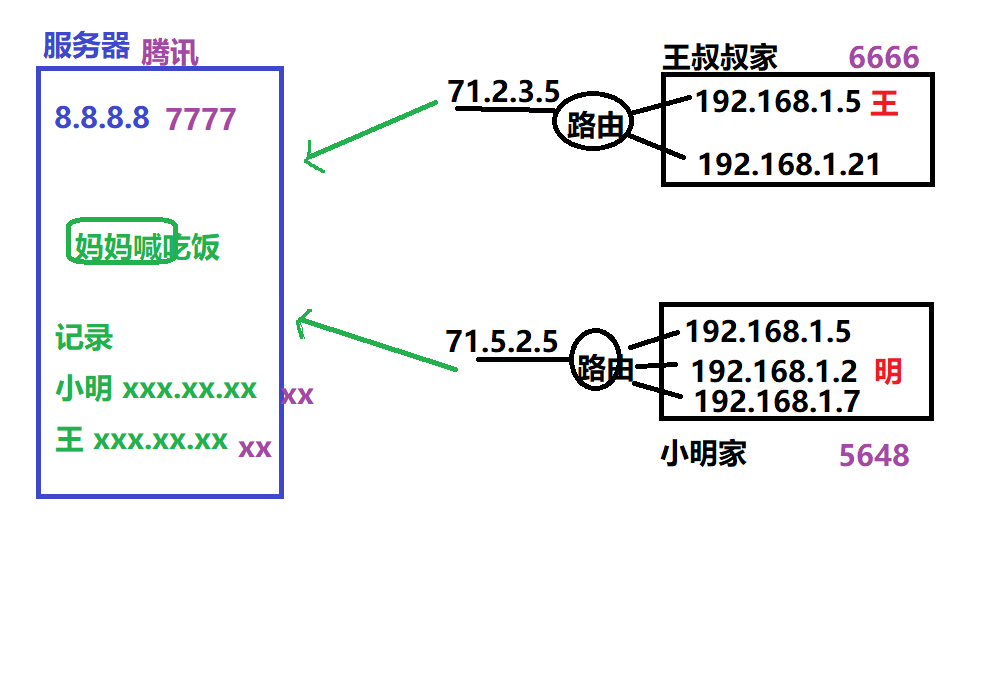 服务器 腾讯
8.8.8.8 7777
妈妈喊吃饭
记录
小明 xxx.xx.xx xx
王 xxx.xx.xx xx
71.2.3.5
路由
王叔叔家 6666
192.168.1.5 王
192.168.1.21
71.5.2.5
路由
192.168.1.5
192.168.1.2 明
192.168.1.7
小明家 5648